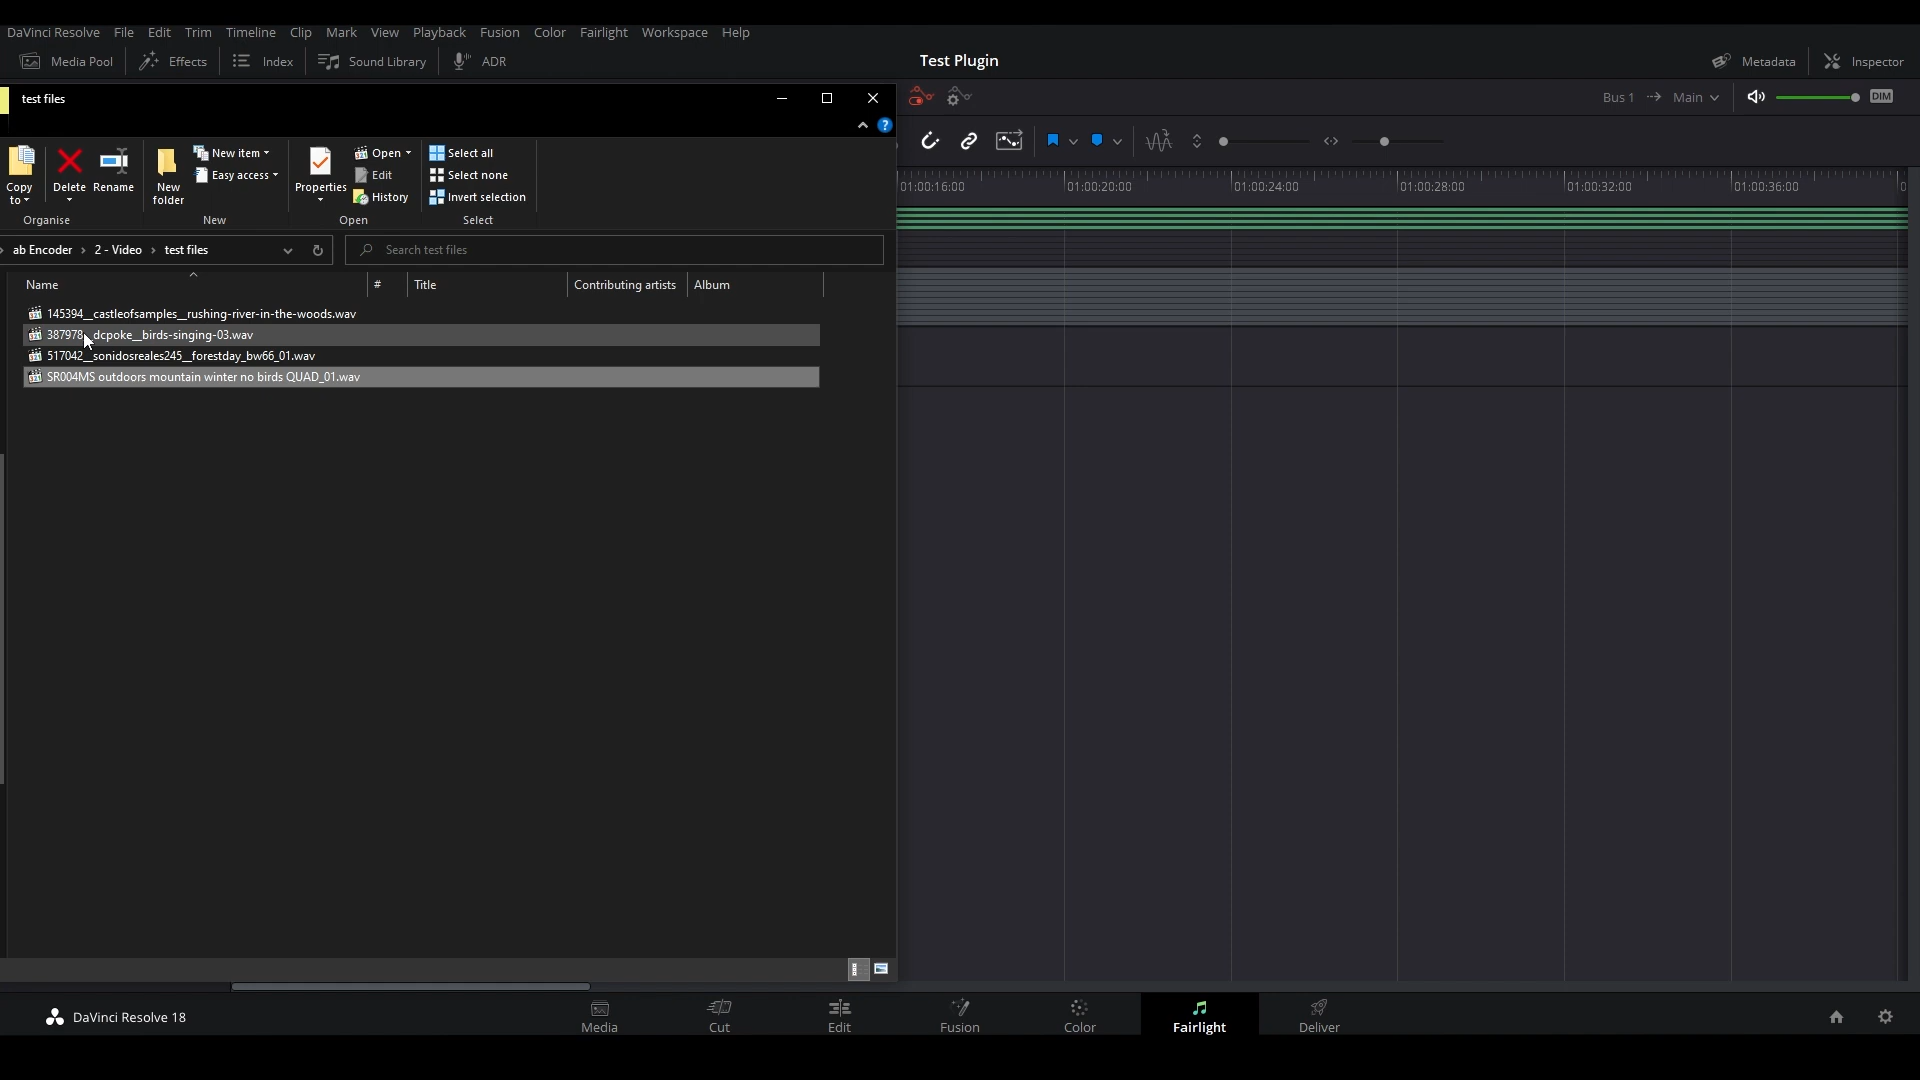 DaVinci Resolve File Edit Trim Timeline Clip Mark View Playback Fusion Color Fairlight Workspace Help
Media Pool Effects Index Sound Library ADR Test Plugin Metadata Inspector
test files
Bus 1 Main DIM
Copy to Delete Rename New folder New item Easy access Properties Open Edit History Select all Select none Invert selection
Organise New Open Select
01:00:16:00 01:00:20:00 01:00:24:00 01:00:28:00 01:00:32:00 01:00:36:00
ab Encoder 2 - Video test files Search test files
Name # Title Contributing artists Album
145394__castleofsamples__rushing-river-in-the-woods.wav
387978__dcpoke__birds-singing-03.wav
517042__sonidosreales245__forestday_bw66_01.wav
SR004MS outdoors mountain winter no birds QUAD_01.wav
DaVinci Resolve 18 Media Cut Edit Fusion Color Fairlight Deliver